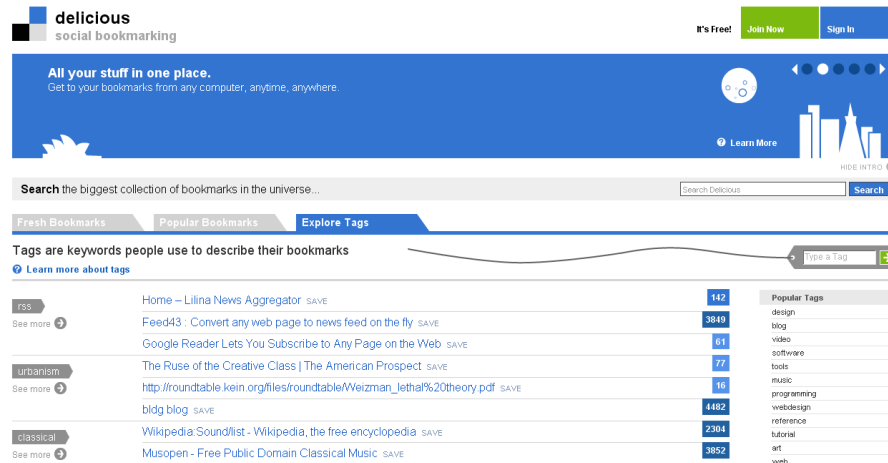 delicious
social bookmarking
It's Free!
Join Now
Sign In
All your stuff in one place.
Get to your bookmarks from any computer, anytime, anywhere.
Learn More
HIDE INTRO
Search the biggest collection of bookmarks in the universe...
Search Delicious
Search
Fresh Bookmarks
Popular Bookmarks
Explore Tags
Tags are keywords people use to describe their bookmarks
Type a Tag
Learn more about tags
rss
See more
Home – Lilina News Aggregator SAVE 142
Feed43 : Convert any web page to news feed on the fly SAVE 3849
Google Reader Lets You Subscribe to Any Page on the Web SAVE 61
urbanism
See more
The Ruse of the Creative Class | The American Prospect SAVE 77
http://roundtable.kein.org/files/roundtable/Weizman_lethal%20theory.pdf SAVE 16
bldg blog SAVE 4482
classical
See more
Wikipedia:Sound/list - Wikipedia, the free encyclopedia SAVE 2304
Musopen - Free Public Domain Classical Music SAVE 3852
Popular Tags
design
blog
video
software
tools
music
programming
webdesign
reference
tutorial
art
web